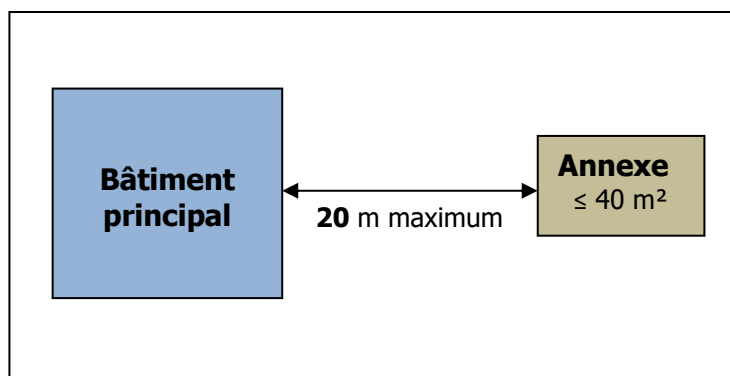 Bâtiment
principal
20 m maximum
Annexe
≤ 40 m²